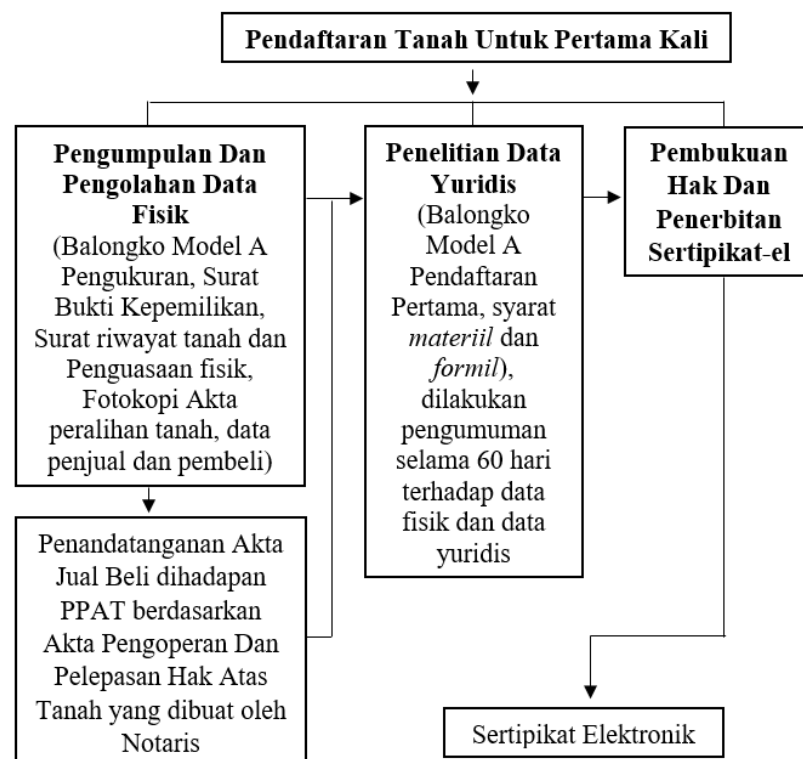 Pendaftaran Tanah Untuk Pertama Kali
Pengumpulan Dan
Pengolahan Data
Fisik
(Balongko Model A
Pengukuran, Surat
Bukti Kepemilikan,
Surat riwayat tanah dan
Penguasaan fisik,
Fotokopi Akta
peralihan tanah, data
penjual dan pembeli)
Penelitian Data
Yuridis
(Balongko
Model A
Pendaftaran
Pertama, syarat
materiil dan
formil),
dilakukan
pengumuman
selama 60 hari
terhadap data
fisik dan data
yuridis
Pembukuan
Hak Dan
Penerbitan
Sertipikat-el
Penandatanganan Akta
Jual Beli dihadapan
PPAT berdasarkan
Akta Pengoperan Dan
Pelepasan Hak Atas
Tanah yang dibuat oleh
Notaris
Sertipikat Elektronik